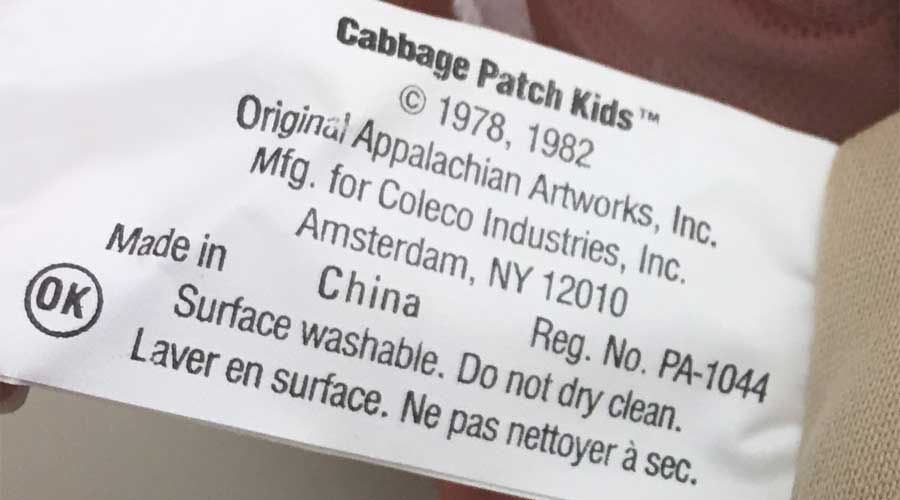 Cabbage Patch Kids™
© 1978, 1982
Original Appalachian Artworks, Inc.
Mfg. for Coleco Industries, Inc.
Amsterdam, NY 12010
Made in China Reg. No. PA-1044
OK
Surface washable. Do not dry clean.
Laver en surface. Ne pas nettoyer à sec.